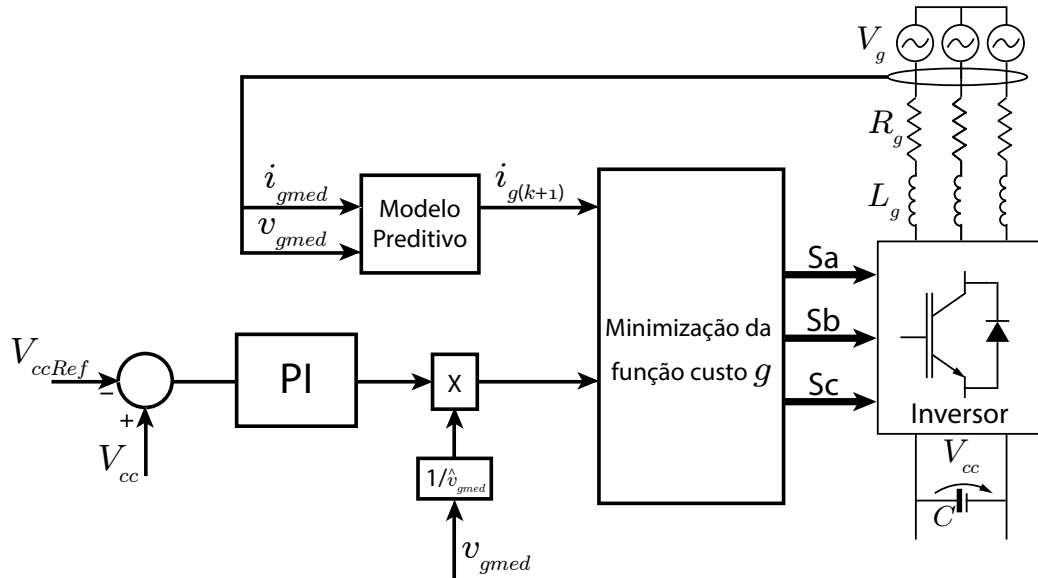 V_g
R_g
L_g
i_gmed
v_gmed
Modelo
Preditivo
i_g(k+1)
Minimização da
função custo g
Sa
Sb
Sc
Inversor
V_cc
C
V_ccRef
−
+
V_cc
PI
X
1/v̂_gmed
v_gmed